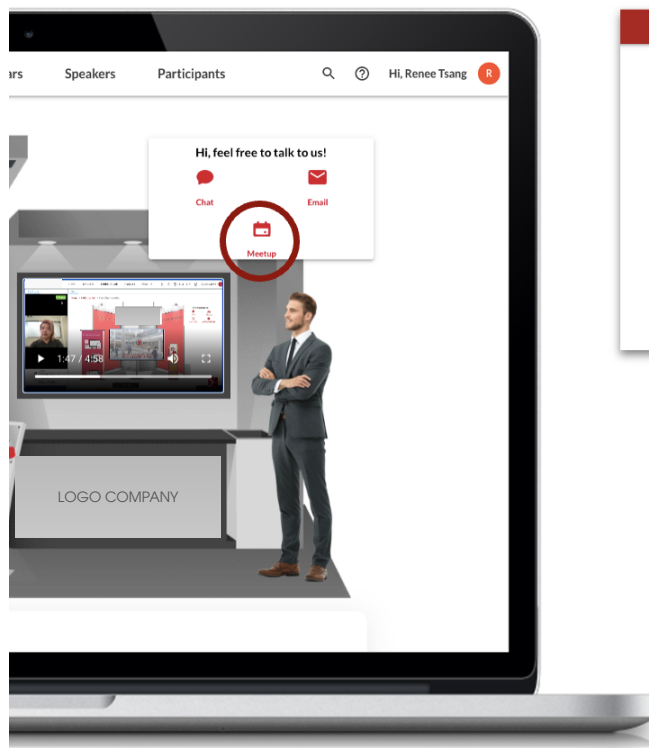 ars Speakers Participants Hi, Renee Tsang R
Hi, feel free to talk to us!
Chat Email
Meetup
1:47 / 4:58
LOGO COMPANY